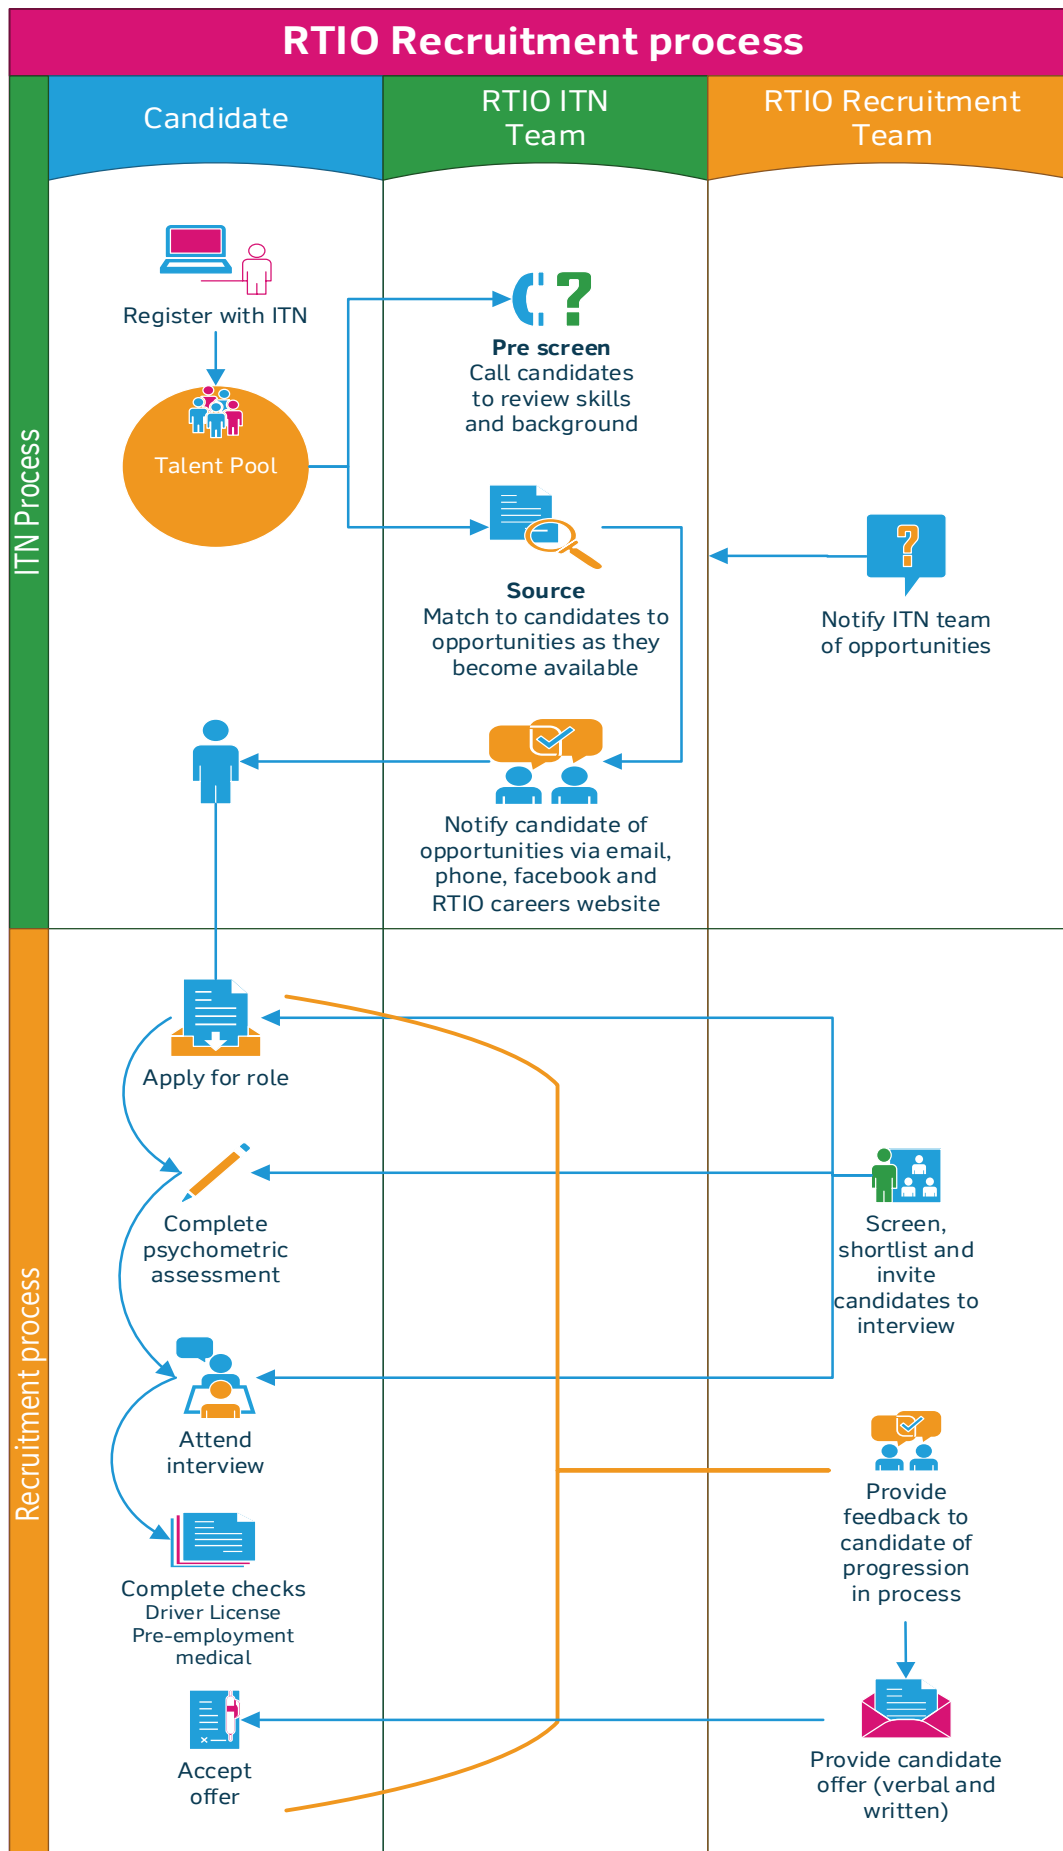 RTIO Recruitment process
Candidate
RTIO ITN
Team
RTIO Recruitment
Team
ITN Process
Register with ITN
Talent Pool
Pre screen
Call candidates
to review skills
and background
Source
Match to candidates to
opportunities as they
become available
Notify ITN team
of opportunities
Notify candidate of
opportunities via email,
phone, facebook and
RTIO careers website
Recruitment process
Apply for role
Complete
psychometric
assessment
Attend
interview
Complete checks
Driver License
Pre-employment
medical
Accept
offer
Screen,
shortlist and
invite
candidates to
interview
Provide
feedback to
candidate of
progression
in process
Provide candidate
offer (verbal and
written)